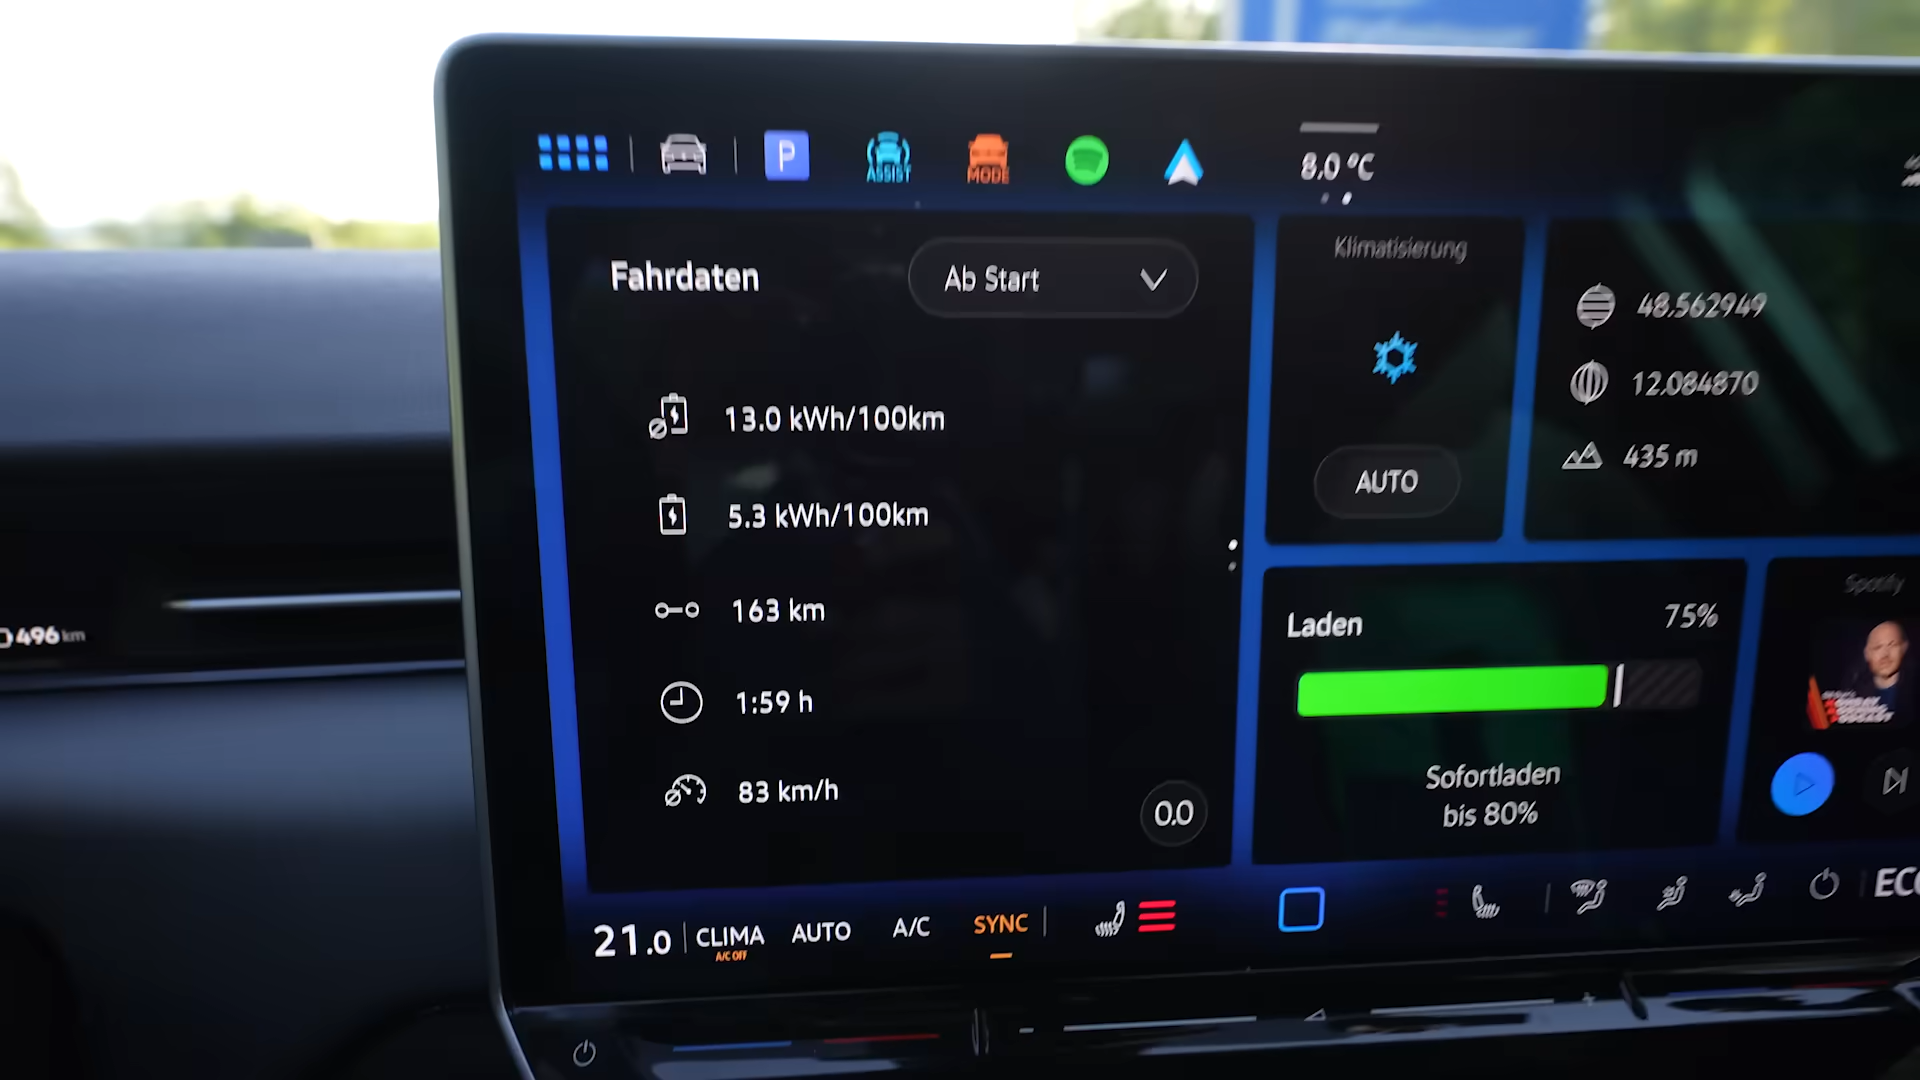 P
ASSIST
MODE
8.0 °C
Fahrdaten
Ab Start
Klimatisierung
48.562949
12.084870
435 m
AUTO
13.0 kWh/100km
5.3 kWh/100km
163 km
1:59 h
83 km/h
0.0
Laden
75%
Sofortladen
bis 80%
Spotify
496 km
21.0
CLIMA
A/C OFF
AUTO
A/C
SYNC